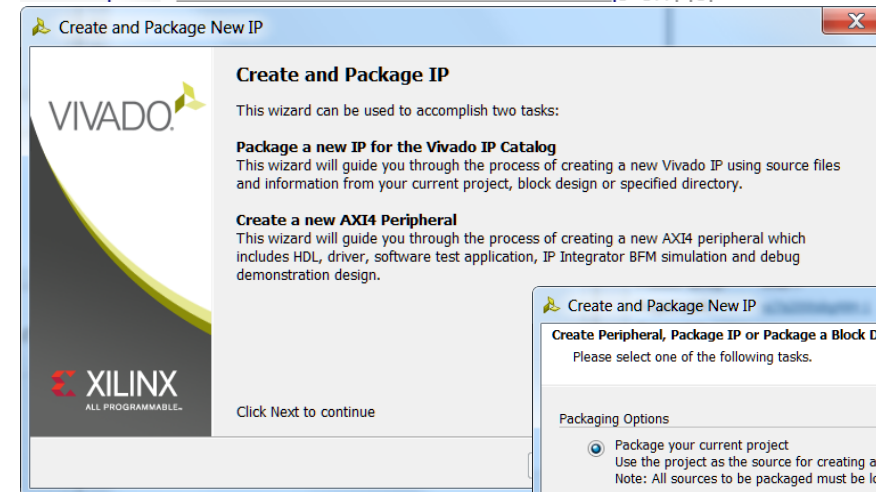 Create and Package New IP
VIVADO.
Create and Package IP
This wizard can be used to accomplish two tasks:
Package a new IP for the Vivado IP Catalog
This wizard will guide you through the process of creating a new Vivado IP using source files
and information from your current project, block design or specified directory.
Create a new AXI4 Peripheral
This wizard will guide you through the process of creating a new AXI4 peripheral which
includes HDL, driver, software test application, IP Integrator BFM simulation and debug
demonstration design.
XILINX
ALL PROGRAMMABLE™
Click Next to continue
Create and Package New IP
Create Peripheral, Package IP or Package a Block D
Please select one of the following tasks.
Packaging Options
Package your current project
Use the project as the source for creating a
Note: All sources to be packaged must be lo